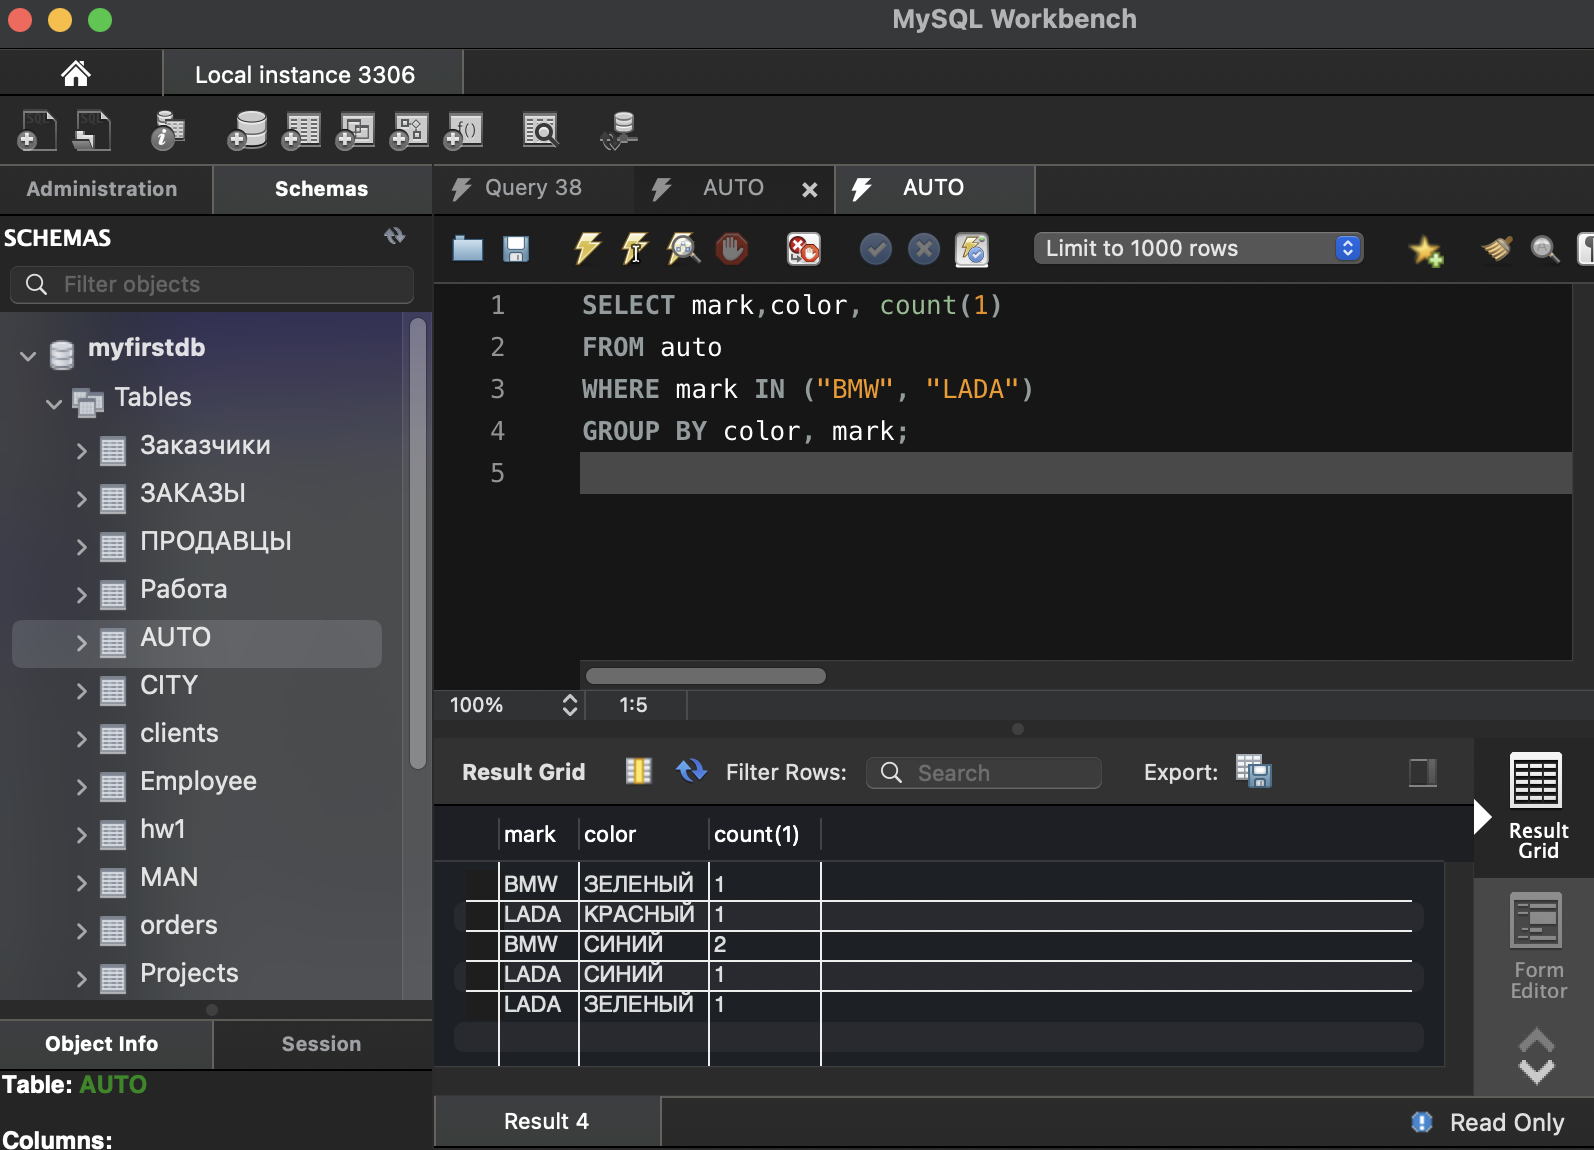 MySQL Workbench
Local instance 3306
Administration
Schemas
Query 38
AUTO
AUTO
SCHEMAS
Filter objects
Limit to 1000 rows
myfirstdb
Tables
Заказчики
ЗАКАЗЫ
ПРОДАВЦЫ
Работа
AUTO
CITY
clients
Employee
hw1
MAN
orders
Projects
Object Info
Session
Table: AUTO
Columns:
1 SELECT mark,color, count(1)
2 FROM auto
3 WHERE mark IN ("BMW", "LADA")
4 GROUP BY color, mark;
5
100%
1:5
Result Grid
Filter Rows:
Search
Export:
mark color count(1)
BMW ЗЕЛЕНЫЙ 1
LADA КРАСНЫЙ 1
BMW СИНИЙ 2
LADA СИНИЙ 1
LADA ЗЕЛЕНЫЙ 1
Result
Grid
Form
Editor
Result 4
Read Only